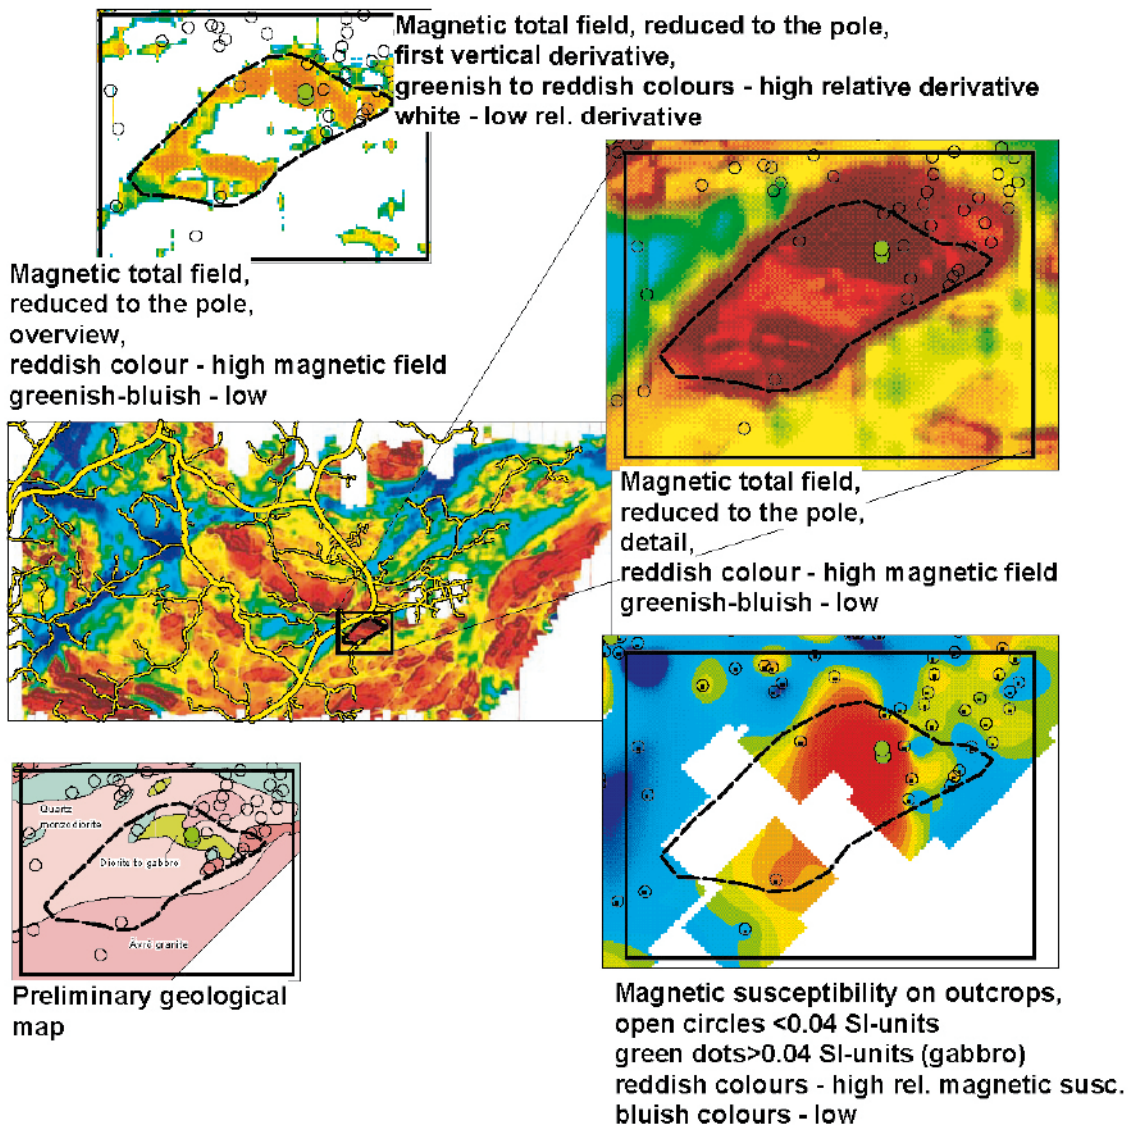 Magnetic total field, reduced to the pole,
first vertical derivative,
greenish to reddish colours - high relative derivative
white - low rel. derivative
Magnetic total field,
reduced to the pole,
overview,
reddish colour - high magnetic field
greenish-bluish - low
Magnetic total field,
reduced to the pole,
detail,
reddish colour - high magnetic field
greenish-bluish - low
Quartz
monzodiorite
Diorite to gabbro
Ävrö granite
Preliminary geological
map
Magnetic susceptibility on outcrops,
open circles <0.04 SI-units
green dots>0.04 SI-units (gabbro)
reddish colours - high rel. magnetic susc.
bluish colours - low